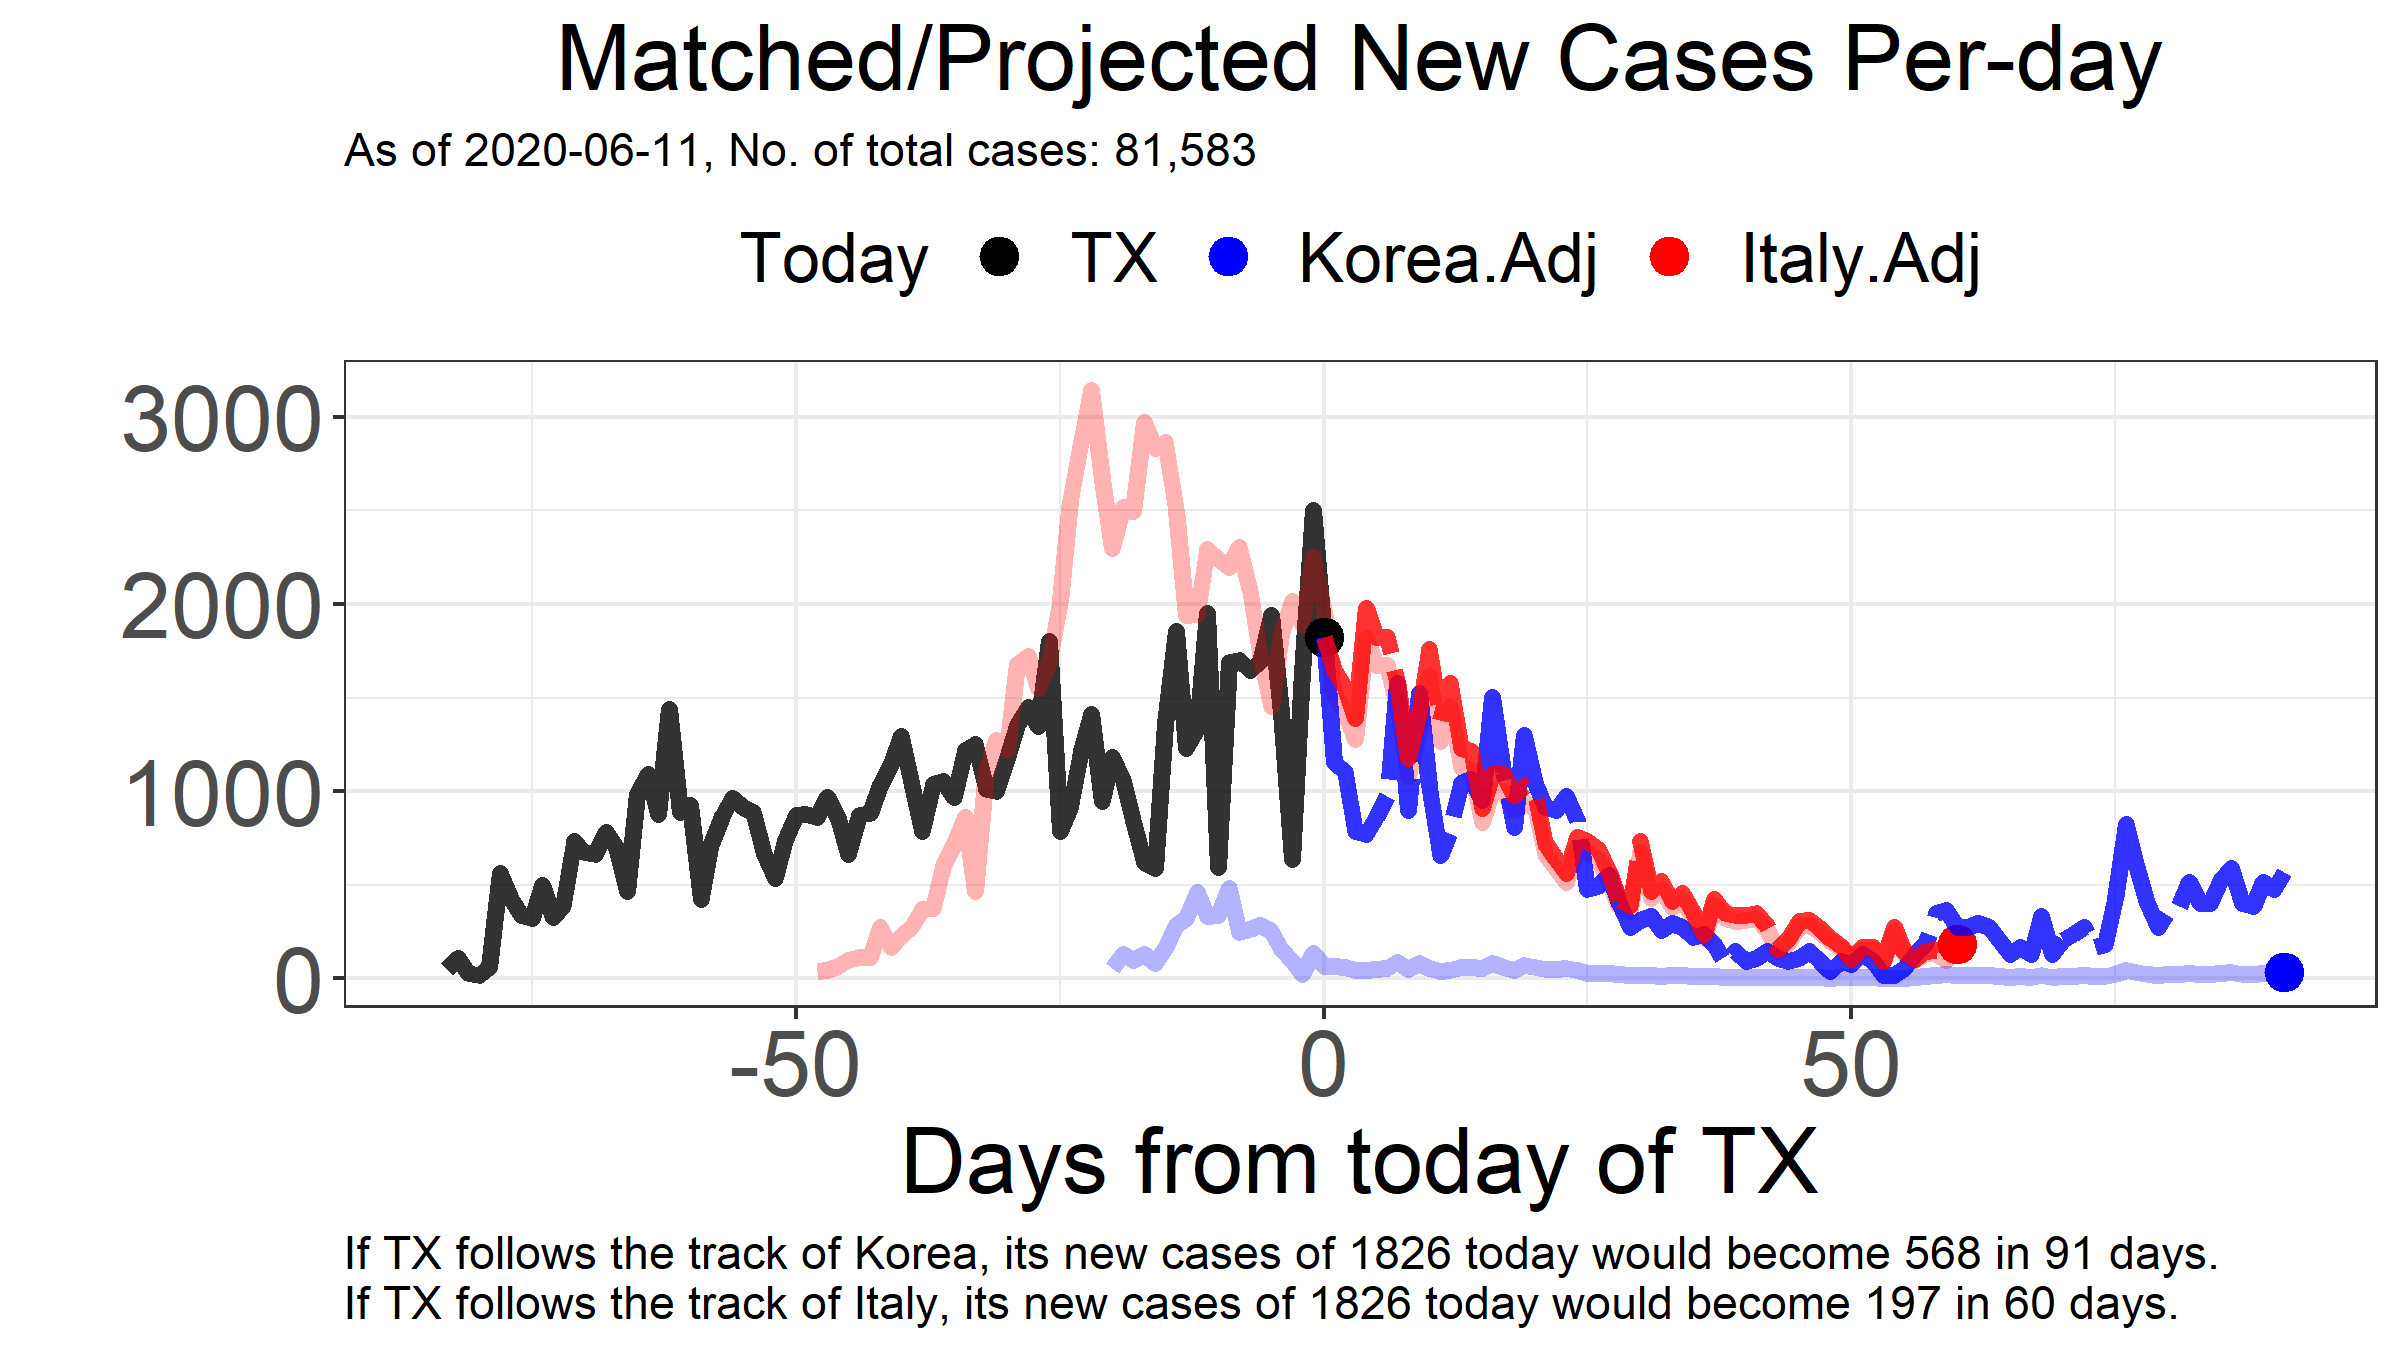 Matched/Projected New Cases Per-day
As of 2020-06-11, No. of total cases: 81,583
Today TX Korea.Adj Italy.Adj
3000
2000
1000
0
-50 0 50
Days from today of TX
If TX follows the track of Korea, its new cases of 1826 today would become 568 in 91 days.
If TX follows the track of Italy, its new cases of 1826 today would become 197 in 60 days.